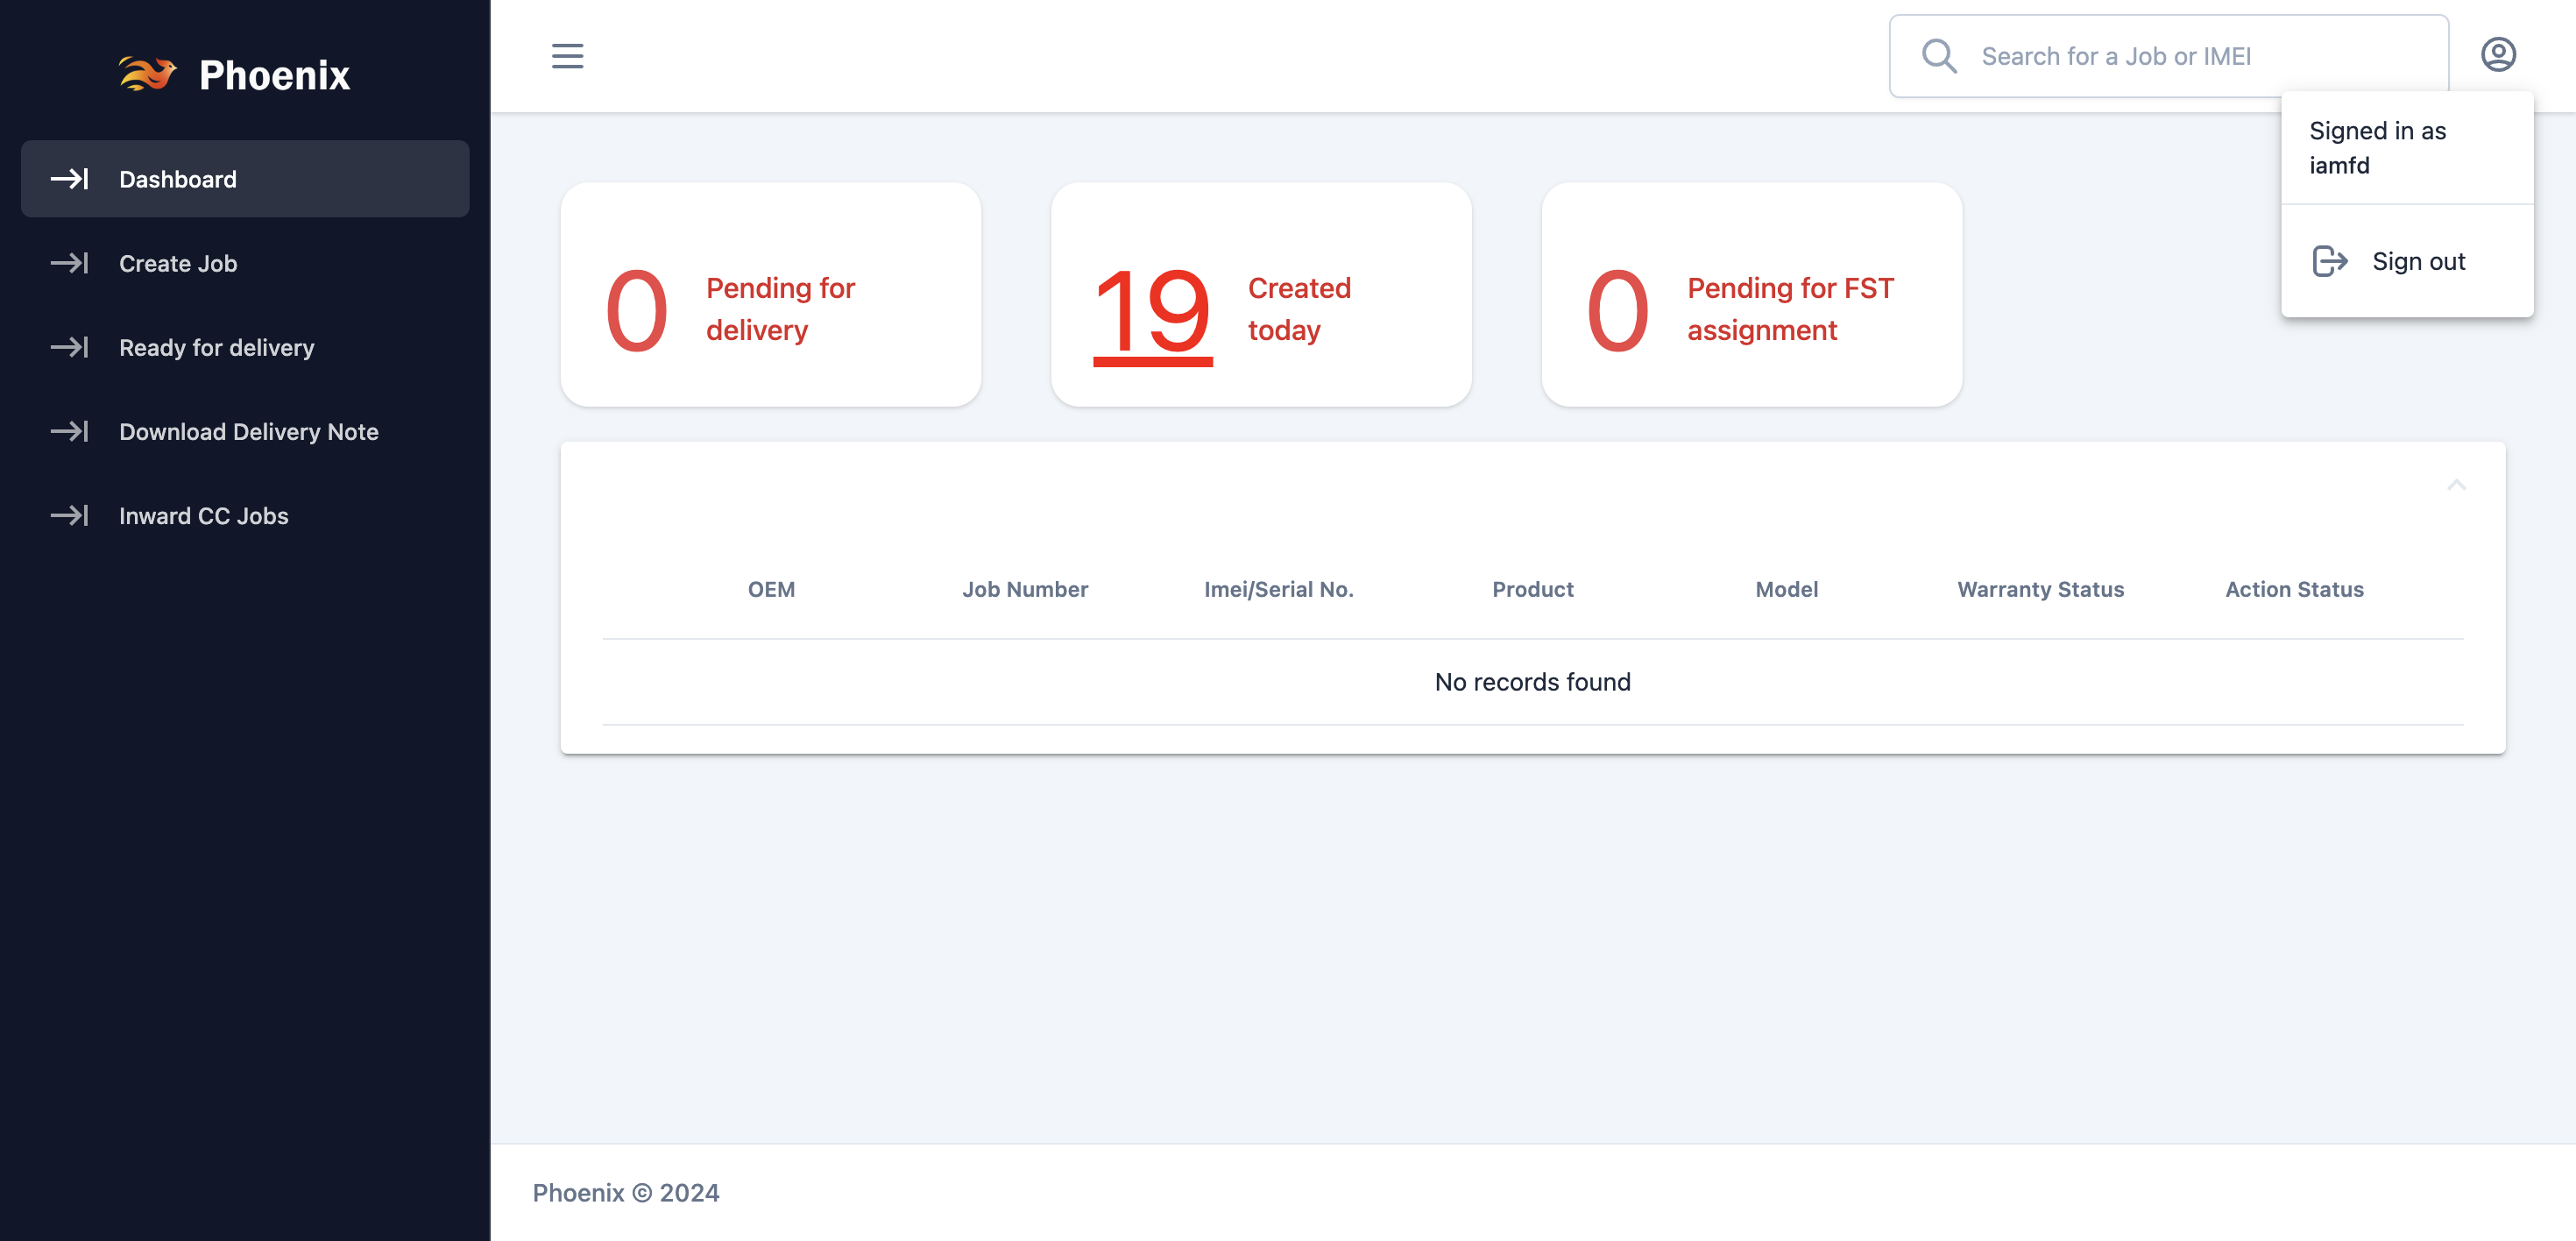 Phoenix
Dashboard
Create Job
Ready for delivery
Download Delivery Note
Inward CC Jobs
Search for a Job or IMEI
Signed in as
iamfd
Sign out
0
Pending for
delivery
19
Created
today
0
Pending for FST
assignment
OEM
Job Number
Imei/Serial No.
Product
Model
Warranty Status
Action Status
No records found
Phoenix © 2024